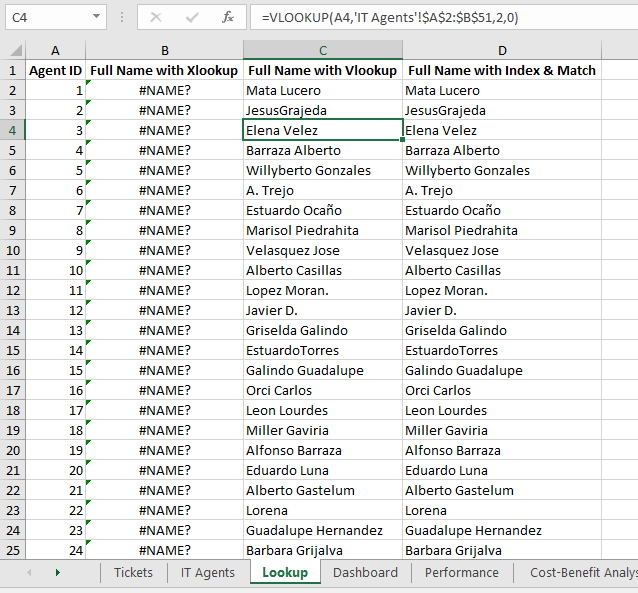 C4 fx =VLOOKUP(A4,'IT Agents'!$A$2:$B$51,2,0)
A B C D
1 Agent ID Full Name with Xlookup Full Name with Vlookup Full Name with Index & Match
2 1 #NAME? Mata Lucero Mata Lucero
3 2 #NAME? JesusGrajeda JesusGrajeda
4 3 #NAME? Elena Velez Elena Velez
5 4 #NAME? Barraza Alberto Barraza Alberto
6 5 #NAME? Willyberto Gonzales Willyberto Gonzales
7 6 #NAME? A. Trejo A. Trejo
8 7 #NAME? Estuardo Ocaño Estuardo Ocaño
9 8 #NAME? Marisol Piedrahita Marisol Piedrahita
10 9 #NAME? Velasquez Jose Velasquez Jose
11 10 #NAME? Alberto Casillas Alberto Casillas
12 11 #NAME? Lopez Moran. Lopez Moran.
13 12 #NAME? Javier D. Javier D.
14 13 #NAME? Griselda Galindo Griselda Galindo
15 14 #NAME? EstuardoTorres EstuardoTorres
16 15 #NAME? Galindo Guadalupe Galindo Guadalupe
17 16 #NAME? Orci Carlos Orci Carlos
18 17 #NAME? Leon Lourdes Leon Lourdes
19 18 #NAME? Miller Gaviria Miller Gaviria
20 19 #NAME? Alfonso Barraza Alfonso Barraza
21 20 #NAME? Eduardo Luna Eduardo Luna
22 21 #NAME? Alberto Gastelum Alberto Gastelum
23 22 #NAME? Lorena Lorena
24 23 #NAME? Guadalupe Hernandez Guadalupe Hernandez
25 24 #NAME? Barbara Grijalva Barbara Grijalva
Tickets IT Agents Lookup Dashboard Performance Cost-Benefit Analys